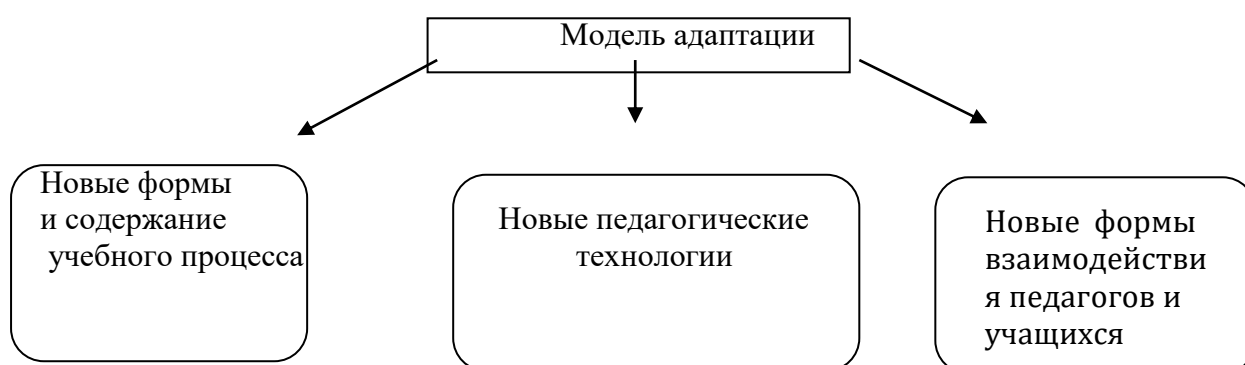 Модель адаптации
Новые формы
и содержание
учебного процесса
Новые педагогические
технологии
Новые формы
взаимодействи
я педагогов и
учащихся